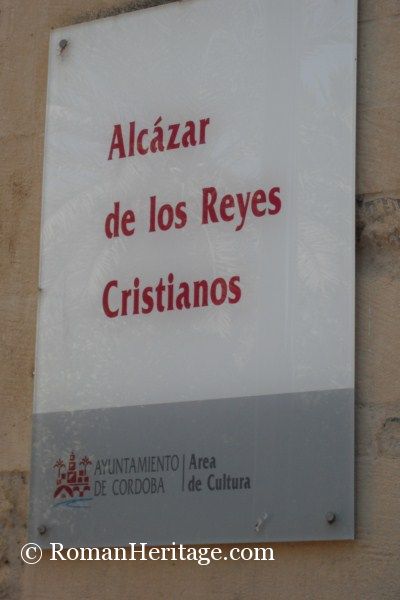 Alcázar
de los Reyes
Cristianos
AYUNTAMIENTO
DE CORDOBA
Area
de Cultura
© RomanHeritage.com